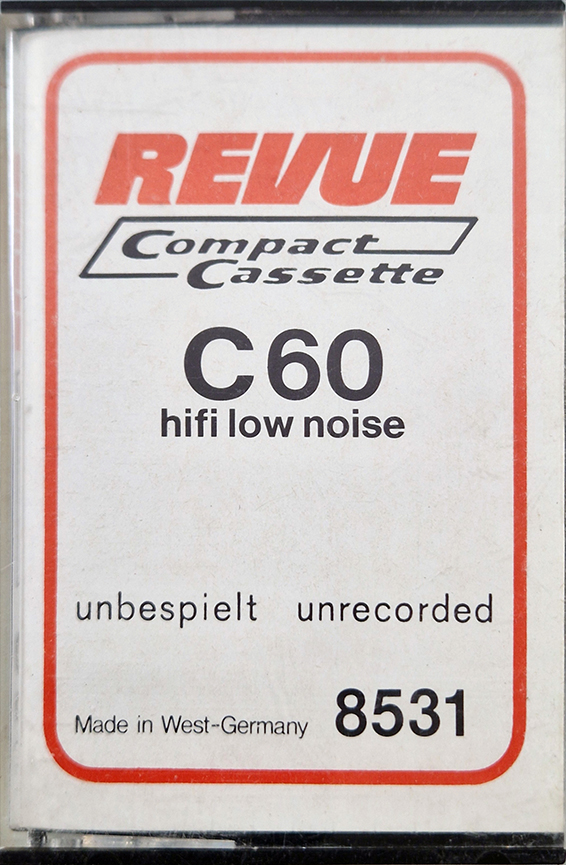 REVUE
Compact
Cassette
C60
hifi low noise
unbespielt unrecorded
Made in West-Germany 8531